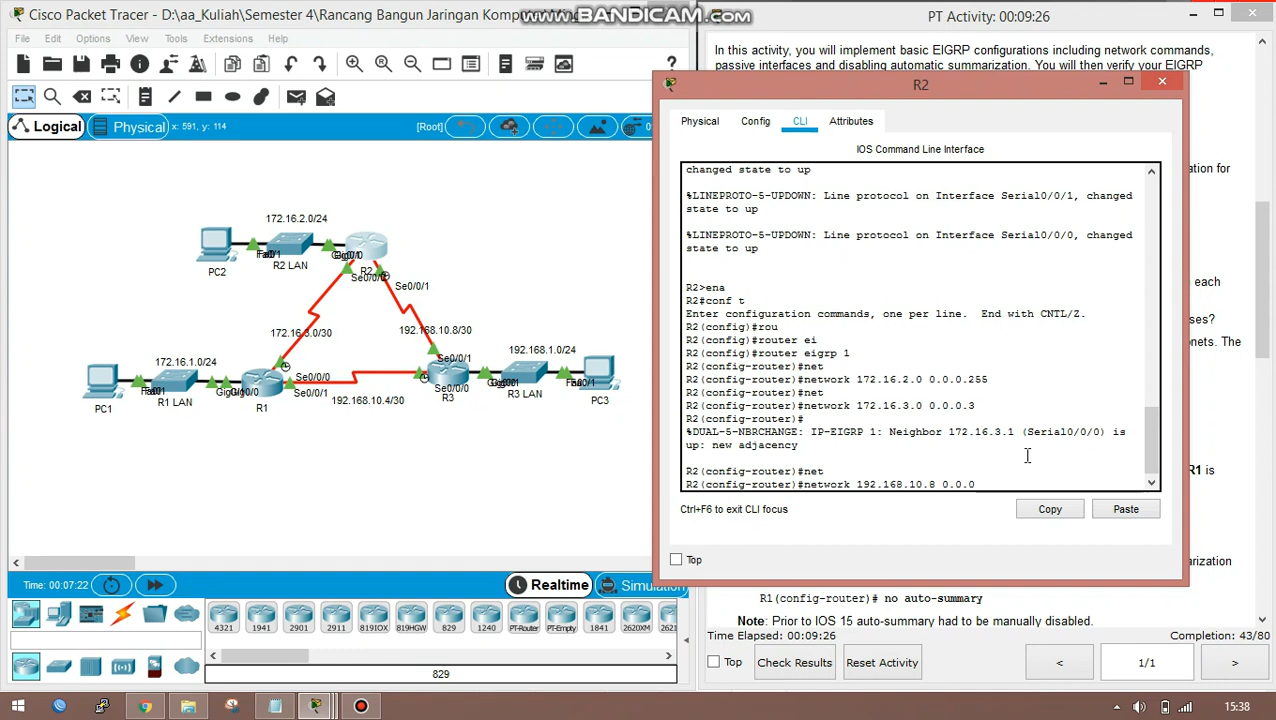 Cisco Packet Tracer - D:\aa_Kuliah\Semester 4\Rancang Bangun Jaringan Komp
www.BANDICAM.com
PT Activity: 00:09:26
File Edit Options View Tools Extensions Help
?
Logical
Physical
x: 591, y: 114
[Root]
172.16.2.0/24
PC2
R2 LAN
R2
Se0/0/0
Se0/0/1
172.16.3.0/30
192.168.10.8/30
172.16.1.0/24
192.168.1.0/24
Se0/0/1
Se0/0/0
PC1
R1 LAN
R1
Se0/0/1
192.168.10.4/30
Se0/0/0
R3
R3 LAN
PC3
Time: 00:07:22
Realtime
Simulation
4321 1941 2901 2911 819IOX 819HGW 829 1240 PT-Router PT-Empty 1841 2620XM 2621
829
In this activity, you will implement basic EIGRP configurations including network commands,
passive interfaces and disabling automatic summarization. You will then verify your EIGRP
R2
Physical Config CLI Attributes
IOS Command Line Interface
changed state to up
%LINEPROTO-5-UPDOWN: Line protocol on Interface Serial0/0/1, changed
state to up
%LINEPROTO-5-UPDOWN: Line protocol on Interface Serial0/0/0, changed
state to up
R2>ena
R2#conf t
Enter configuration commands, one per line.  End with CNTL/Z.
R2(config)#rou
R2(config)#router ei
R2(config)#router eigrp 1
R2(config-router)#net
R2(config-router)#network 172.16.2.0 0.0.0.255
R2(config-router)#net
R2(config-router)#network 172.16.3.0 0.0.0.3
R2(config-router)#
%DUAL-5-NBRCHANGE: IP-EIGRP 1: Neighbor 172.16.3.1 (Serial0/0/0) is
up: new adjacency
R2(config-router)#net
R2(config-router)#network 192.168.10.8 0.0.0
Ctrl+F6 to exit CLI focus
Copy
Paste
Top
tion for
each
ses?
nets. The
R1 is
arization
R1(config-router)# no auto-summary
Note: Prior to IOS 15 auto-summary had to be manually disabled.
Time Elapsed: 00:09:26
Completion: 43/80
Top
Check Results
Reset Activity
<
1/1
>
15:38